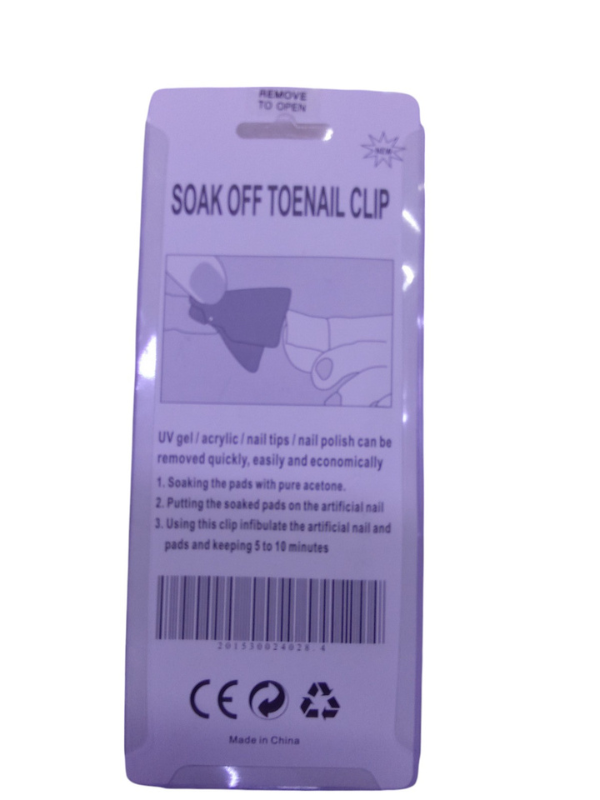 REMOVE
TO OPEN
NEW
SOAK OFF TOENAIL CLIP
UV gel / acrylic / nail tips / nail polish can be
removed quickly, easily and economically
1. Soaking the pads with pure acetone.
2. Putting the soaked pads on the artificial nail
3. Using this clip infibulate the artificial nail and
pads and keeping 5 to 10 minutes
201530024028.4
CE
Made in China